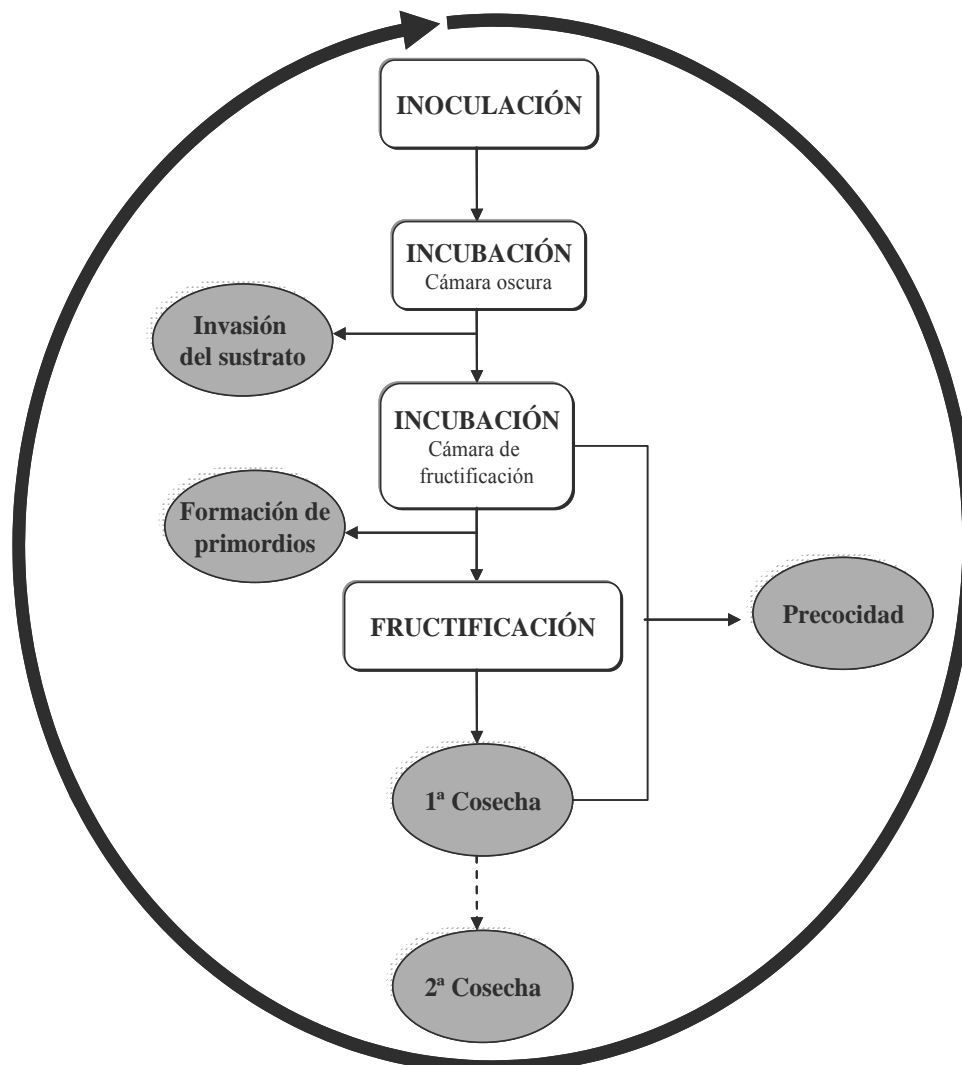 INOCULACIÓN
INCUBACIÓN
Cámara oscura
Invasión
del sustrato
INCUBACIÓN
Cámara de
fructificación
Formación de
primordios
FRUCTIFICACIÓN
Precocidad
1ª Cosecha
2ª Cosecha